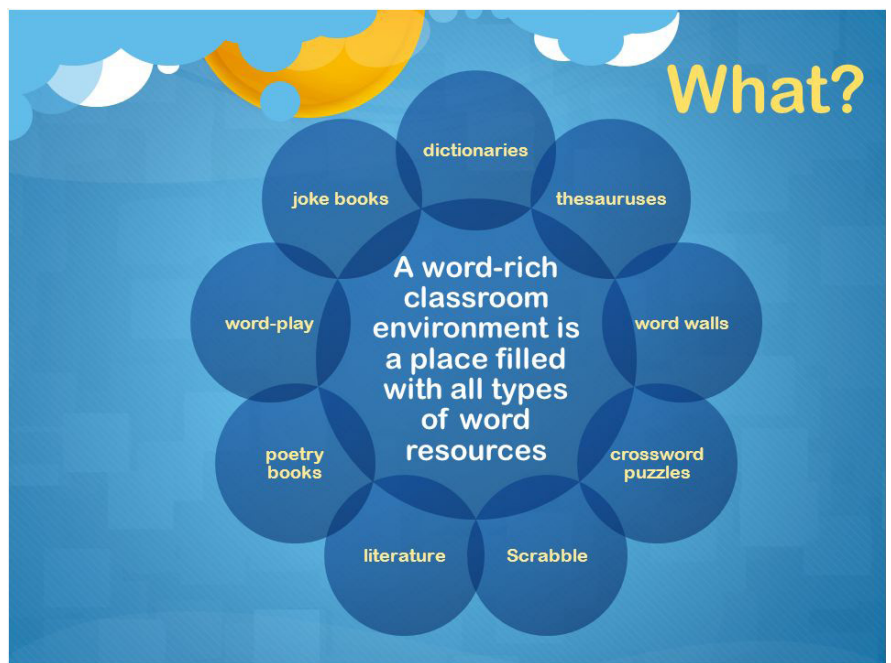 What?
A word-rich
classroom
environment is
a place filled
with all types
of word
resources
dictionaries
thesauruses
word walls
crossword
puzzles
Scrabble
literature
poetry
books
word-play
joke books